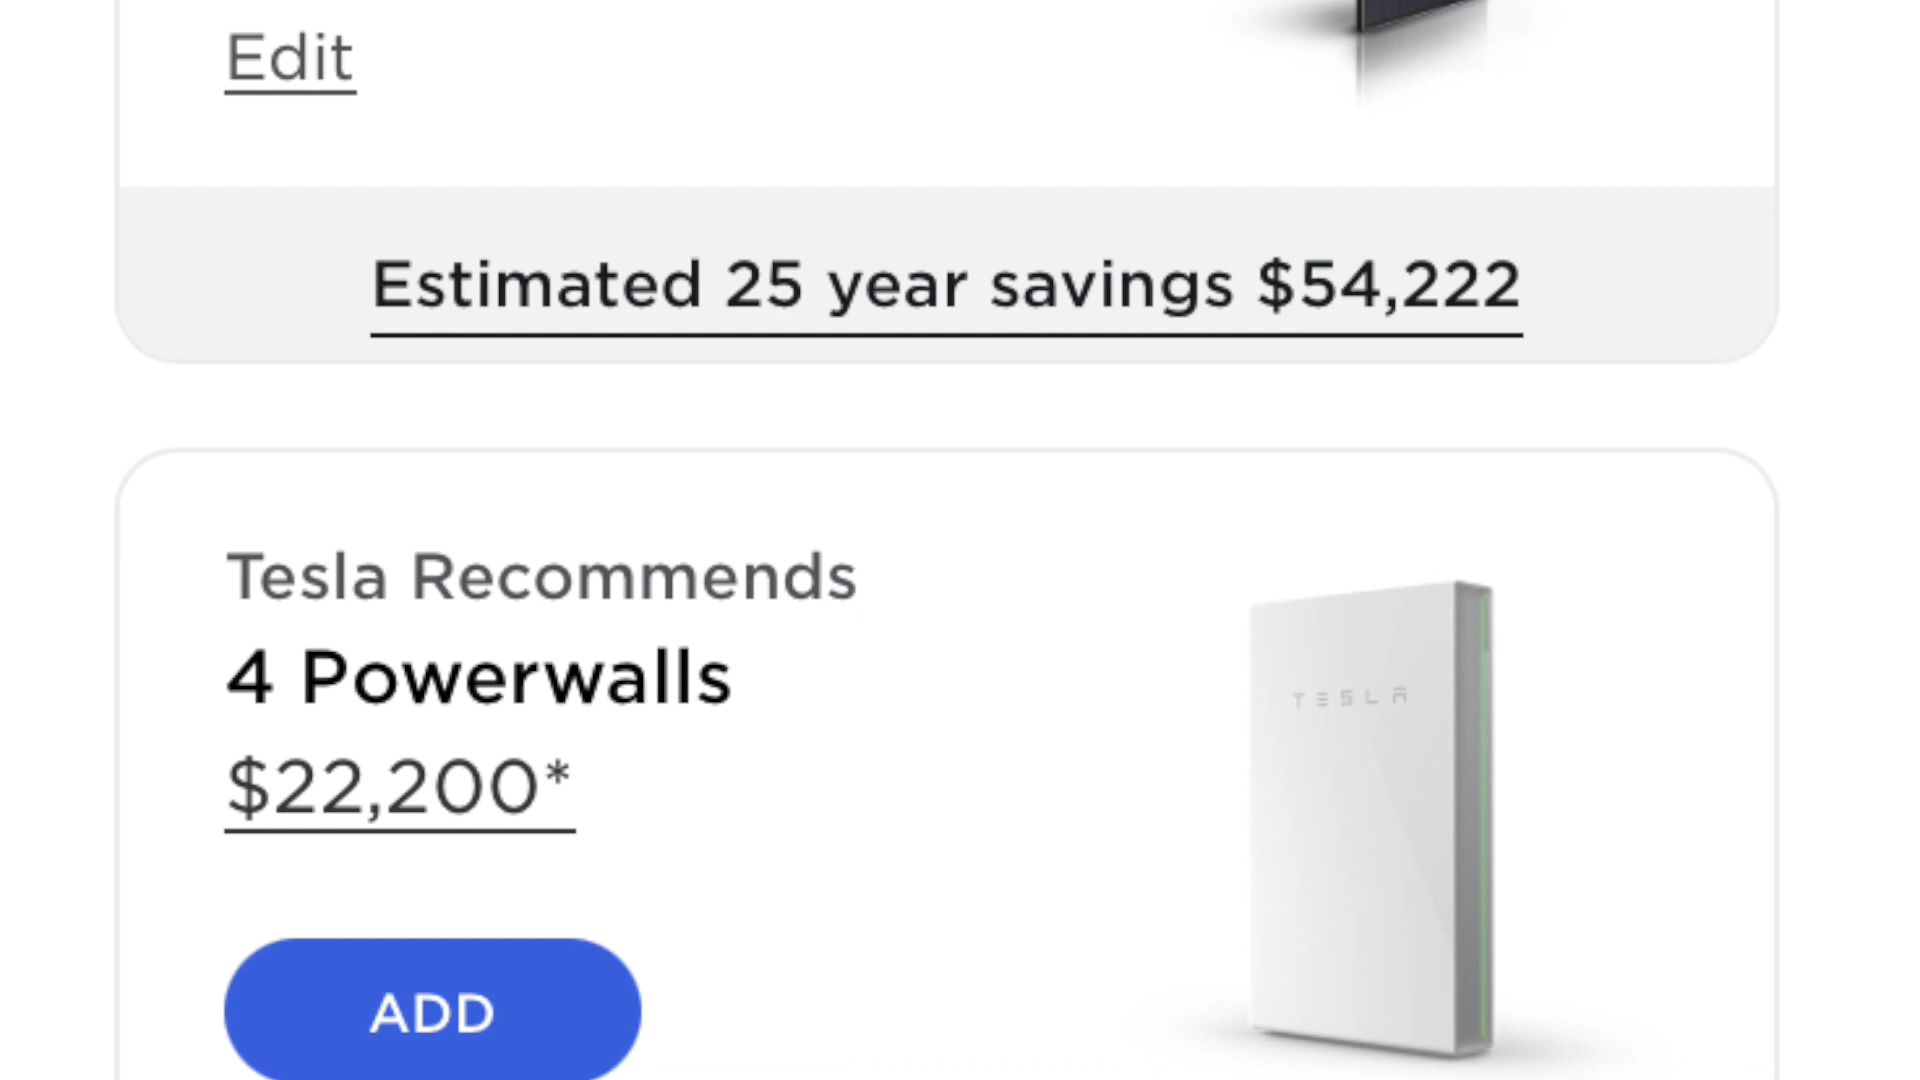 Edit
Estimated 25 year savings $54,222
Tesla Recommends
4 Powerwalls
$22,200*
TESLA
ADD